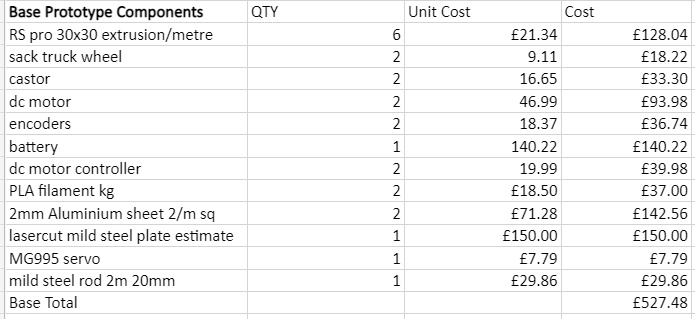 Base Prototype Components QTY Unit Cost Cost
RS pro 30x30 extrusion/metre 6 £21.34 £128.04
sack truck wheel 2 9.11 £18.22
castor 2 16.65 £33.30
dc motor 2 46.99 £93.98
encoders 2 18.37 £36.74
battery 1 140.22 £140.22
dc motor controller 2 19.99 £39.98
PLA filament kg 2 £18.50 £37.00
2mm Aluminium sheet 2/m sq 2 £71.28 £142.56
lasercut mild steel plate estimate 1 £150.00 £150.00
MG995 servo 1 £7.79 £7.79
mild steel rod 2m 20mm 1 £29.86 £29.86
Base Total £527.48